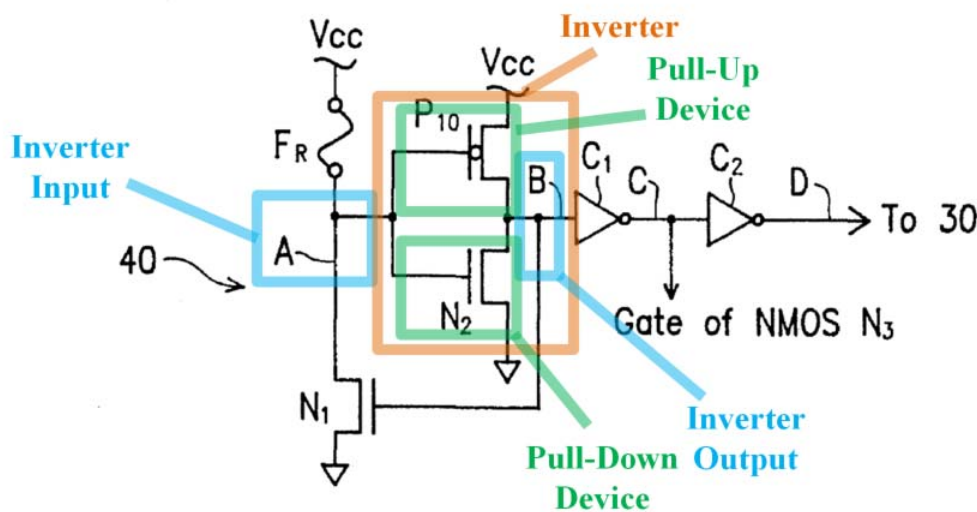 Inverter
Vcc
Vcc
Pull-Up
Device
P10
FR
Inverter
Input
B
C1
C
C2
D
To 30
A
40
N2
Gate of NMOS N3
N1
Inverter
Output
Pull-Down
Device